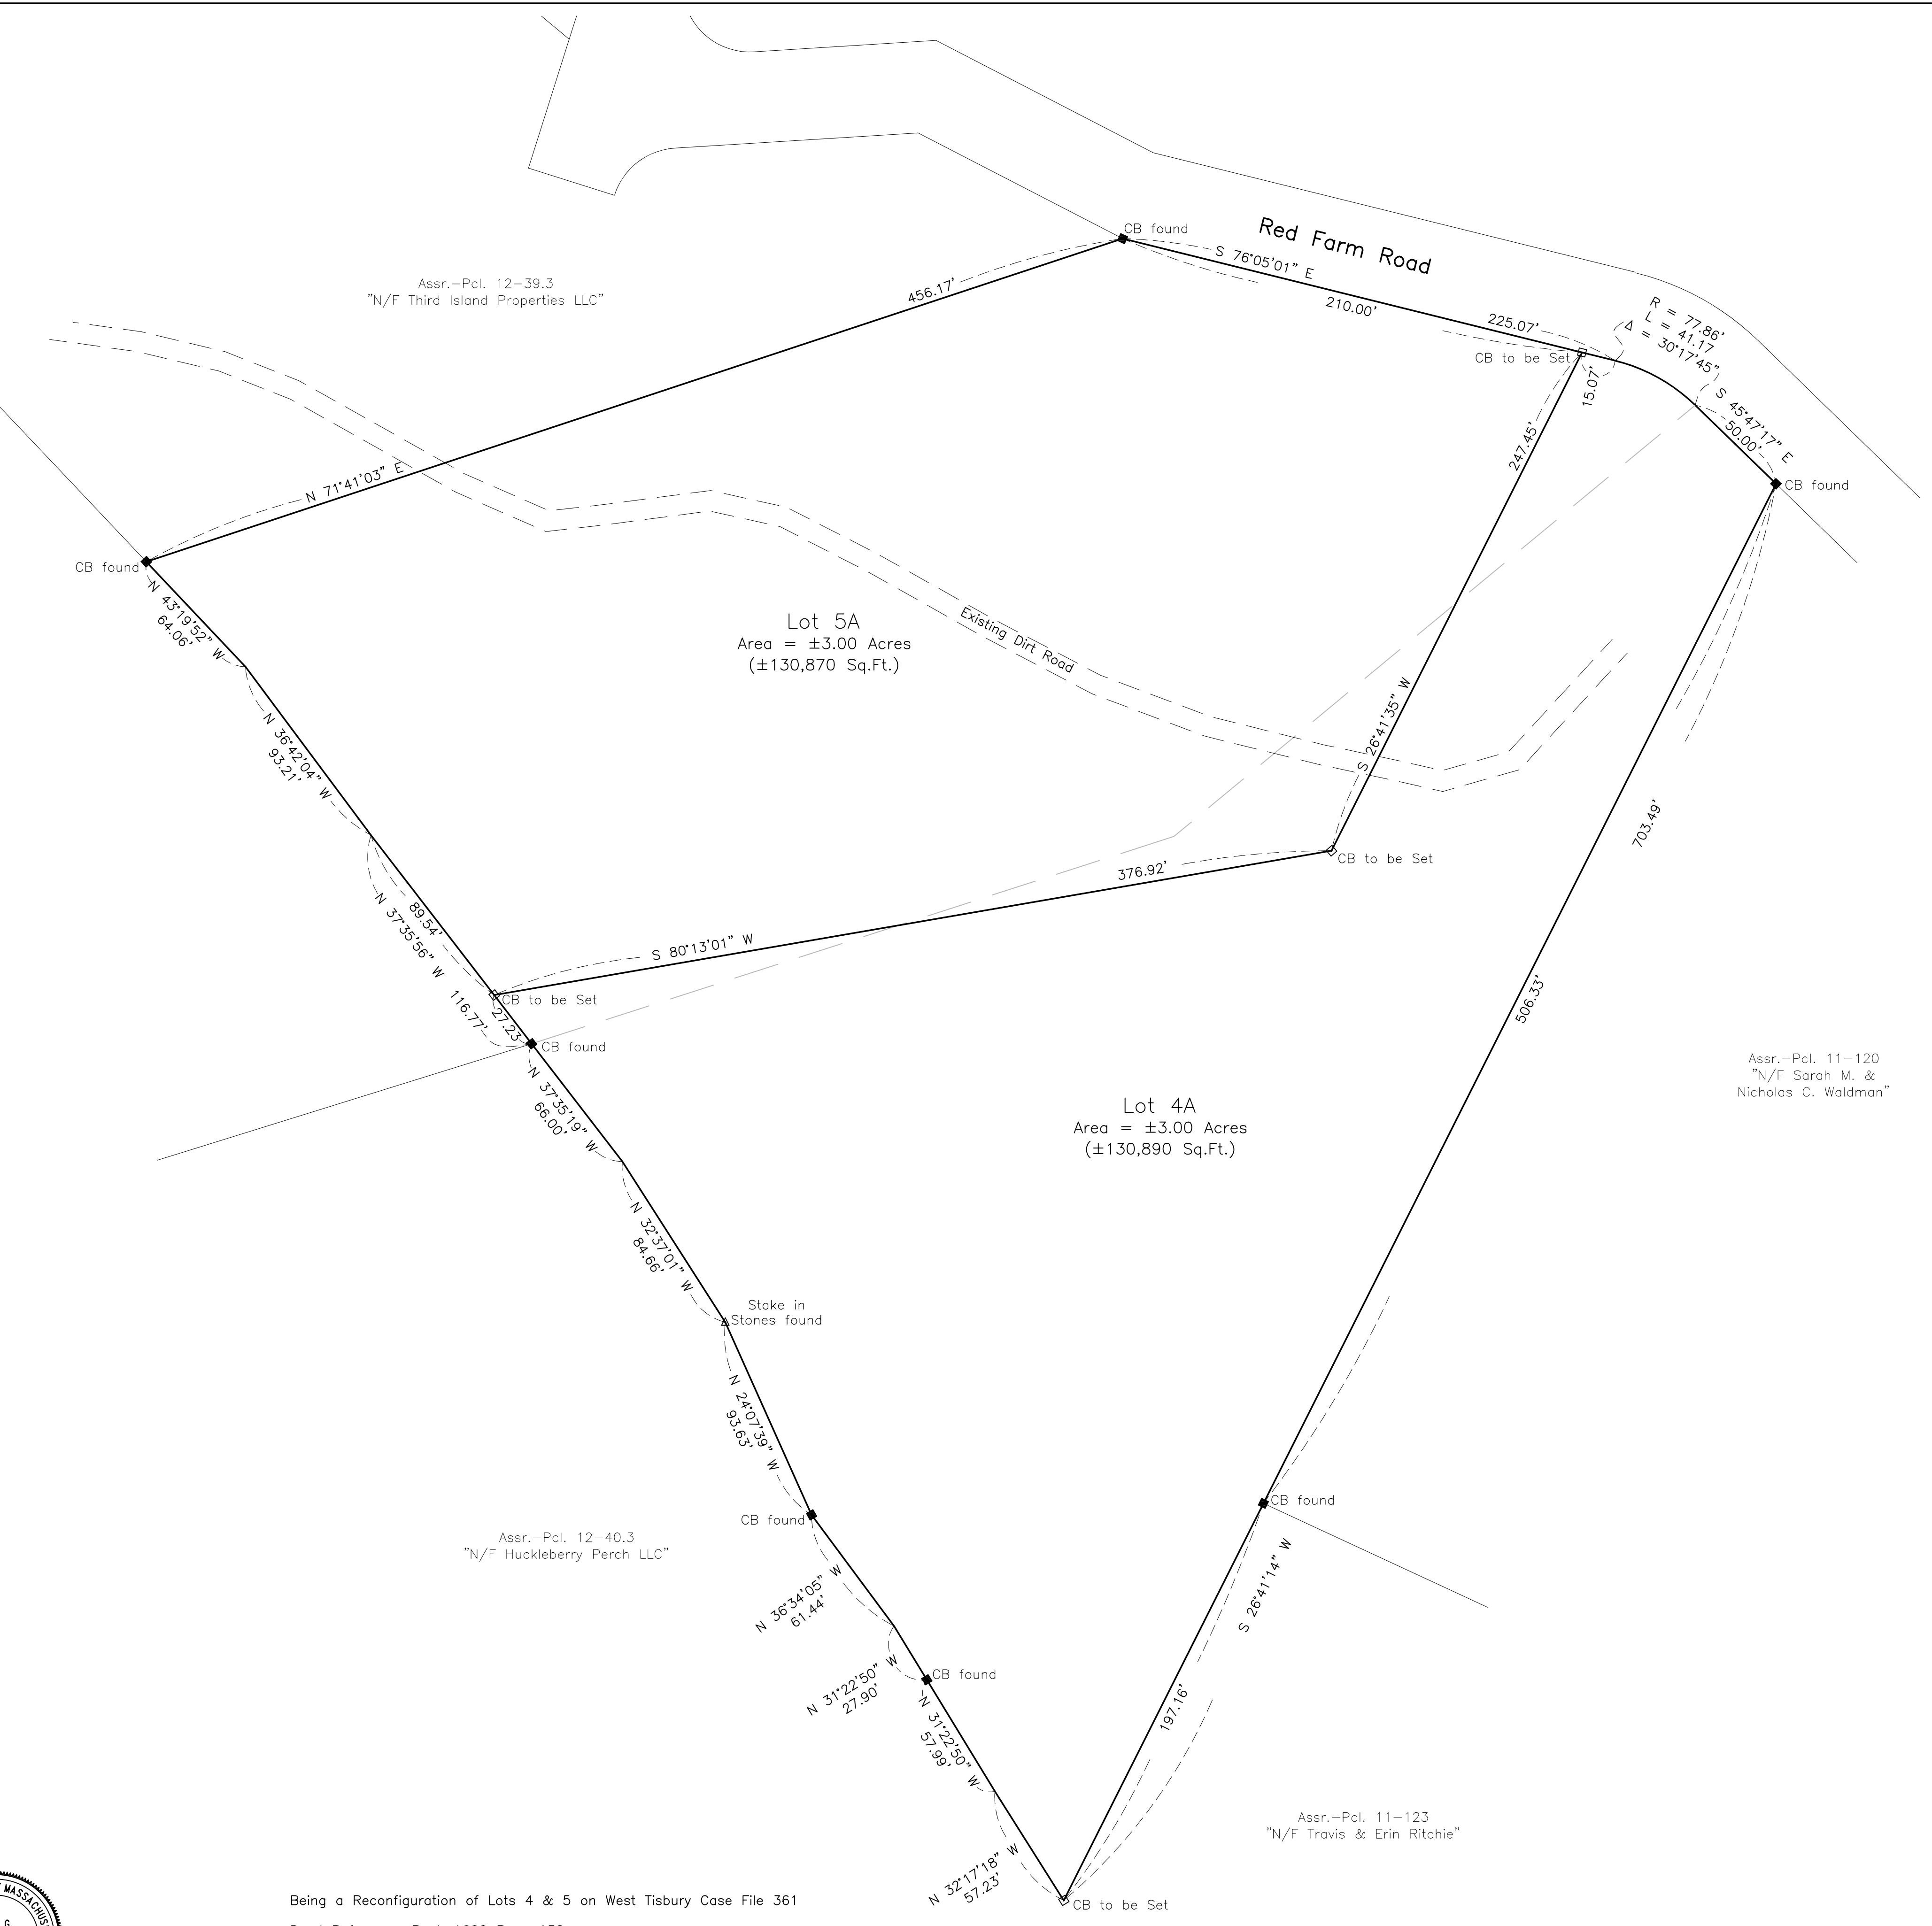 Red Farm Road
CB found
S 76°05'01" E
210.00'
225.07'
R = 77.86'
L = 41.17
Δ = 30°17'45"
CB to be Set
15.07'
S 45°47'17" E
50.00'
CB found
Assr.-Pcl. 12-39.3
"N/F Third Island Properties LLC"
456.17'
N 71°41'03" E
247.45'
S 26°41'35" W
CB found
N 43°19'52" W
64.06'
Lot 5A
Area = ±3.00 Acres
(±130,870 Sq.Ft.)
Existing Dirt Road
N 36°42'04" W
93.21'
703.49'
CB to be Set
376.92'
S 80°13'01" W
89.54'
N 37°35'56" W
116.77'
CB to be Set
27.23
CB found
506.33'
Assr.-Pcl. 11-120
"N/F Sarah M. &
Nicholas C. Waldman"
N 37°35'19" W
66.00'
Lot 4A
Area = ±3.00 Acres
(±130,890 Sq.Ft.)
N 32°37'01" W
84.66'
Stake in
Stones found
N 24°07'39" W
93.63'
CB found
CB found
S 26°41'14" W
Assr.-Pcl. 12-40.3
"N/F Huckleberry Perch LLC"
N 36°34'05" W
61.44'
CB found
N 31°22'50" W
27.90'
N 31°22'50" W
57.99'
197.16'
Assr.-Pcl. 11-123
"N/F Travis & Erin Ritchie"
N 32°17'18" W
57.23'
CB to be Set
Being a Reconfiguration of Lots 4 & 5 on West Tisbury Case File 361